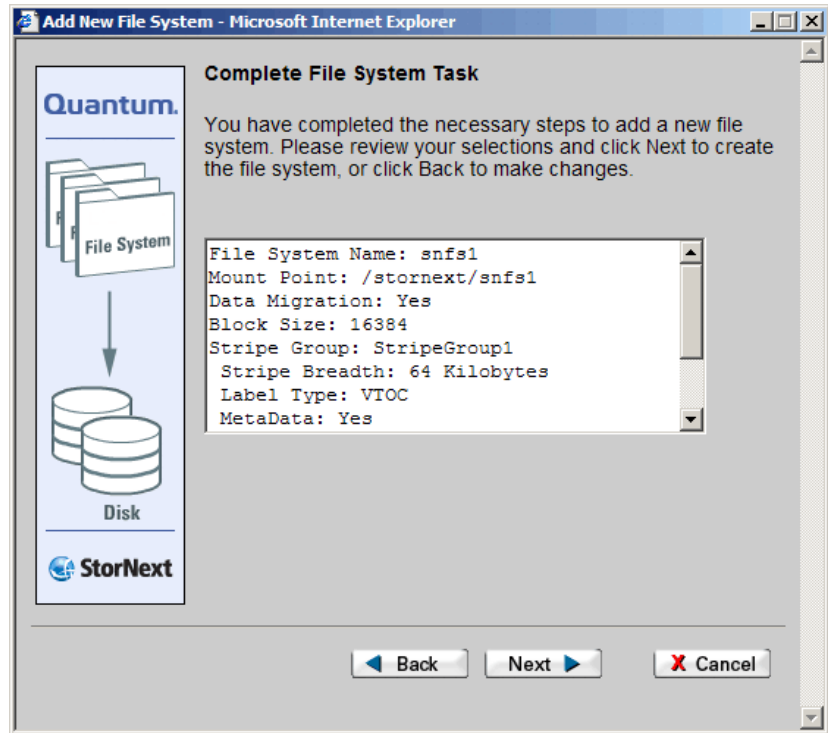 Add New File System - Microsoft Internet Explorer
Quantum.
F
F
File System
Disk
StorNext
Complete File System Task
You have completed the necessary steps to add a new file
system. Please review your selections and click Next to create
the file system, or click Back to make changes.
File System Name: snfs1
Mount Point: /stornext/snfs1
Data Migration: Yes
Block Size: 16384
Stripe Group: StripeGroup1
Stripe Breadth: 64 Kilobytes
Label Type: VTOC
MetaData: Yes
Back
Next
X Cancel